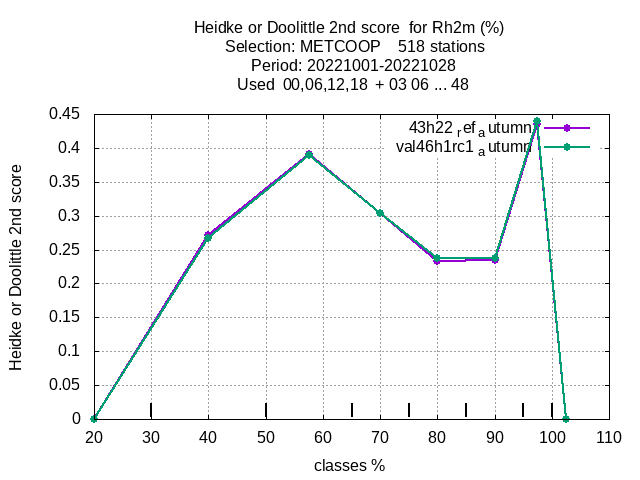 Heidke or Doolittle 2nd score  for Rh2m (%)
Selection: METCOOP    518 stations
Period: 20221001-20221028
Used  00,06,12,18  + 03 06 ... 48
Heidke or Doolittle 2nd score
0.45
0.4
0.35
0.3
0.25
0.2
0.15
0.1
0.05
0
43h22 refautumn
val46h1rc1 autumn
20 30 40 50 60 70 80 90 100 110
classes %